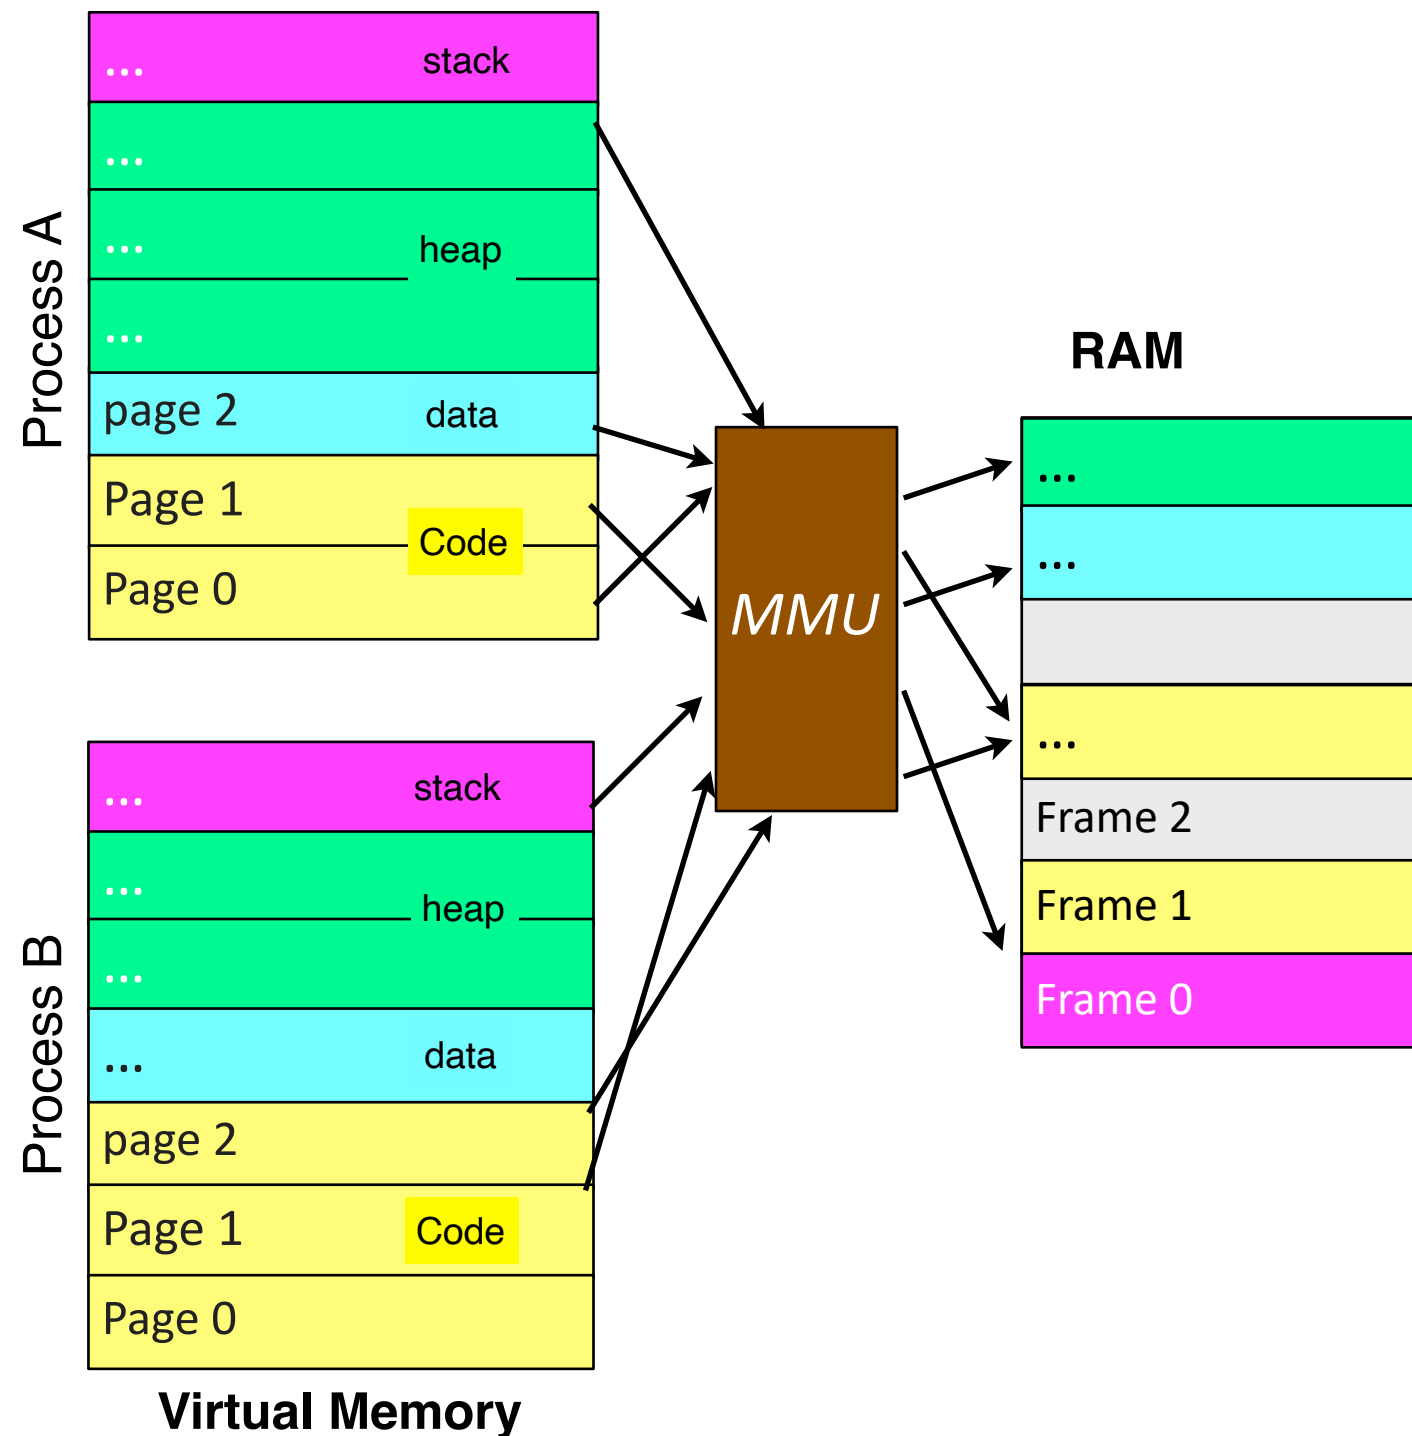 Process A
... stack
...
... heap
...
page 2 data
Page 1
Code
Page 0
Process B
... stack
...
heap
...
... data
page 2
Page 1 Code
Page 0
Virtual Memory
MMU
RAM
...
...
...
Frame 2
Frame 1
Frame 0